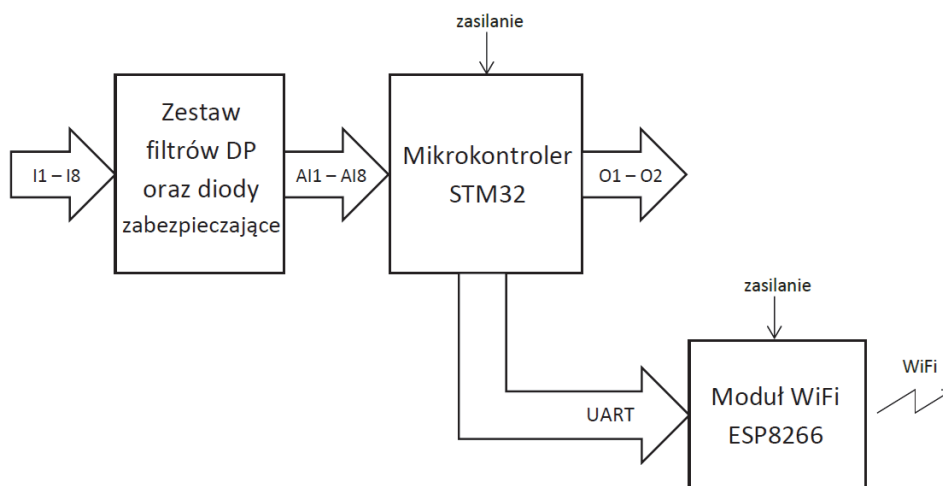 zasilanie
Zestaw
filtrów DP
oraz diody
zabezpieczające
I1 – I8
AI1 – AI8
Mikrokontroler
STM32
O1 – O2
zasilanie
UART
Moduł WiFi
ESP8266
WiFi